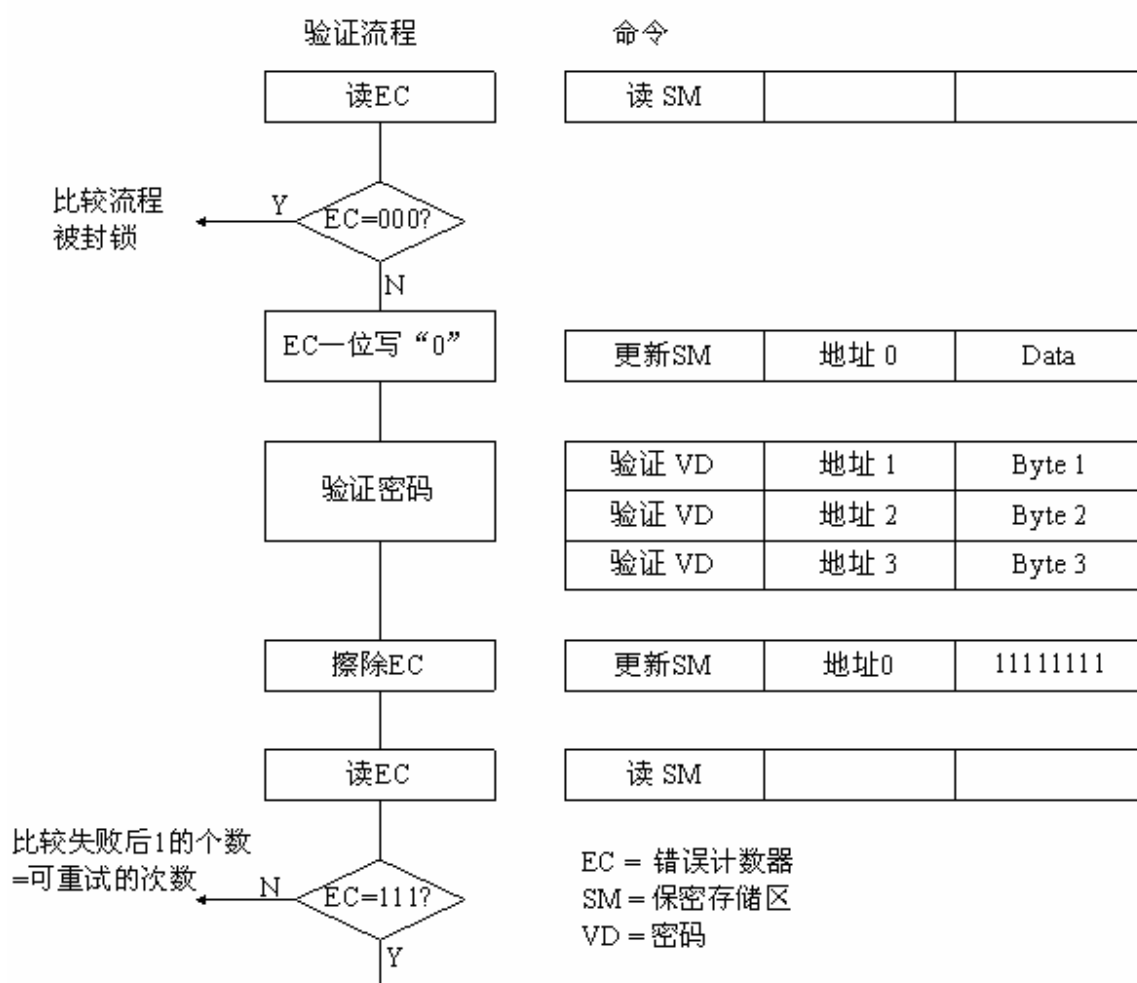 验证流程 命令
读EC 读 SM
比较流程
被封锁
Y
EC=000?
N
EC一位写“0” 更新SM 地址 0 Data
验证密码
验证 VD 地址 1 Byte 1
验证 VD 地址 2 Byte 2
验证 VD 地址 3 Byte 3
擦除EC 更新SM 地址0 11111111
读EC 读 SM
比较失败后1的个数
=可重试的次数
N
EC=111?
Y
EC = 错误计数器
SM = 保密存储区
VD = 密码